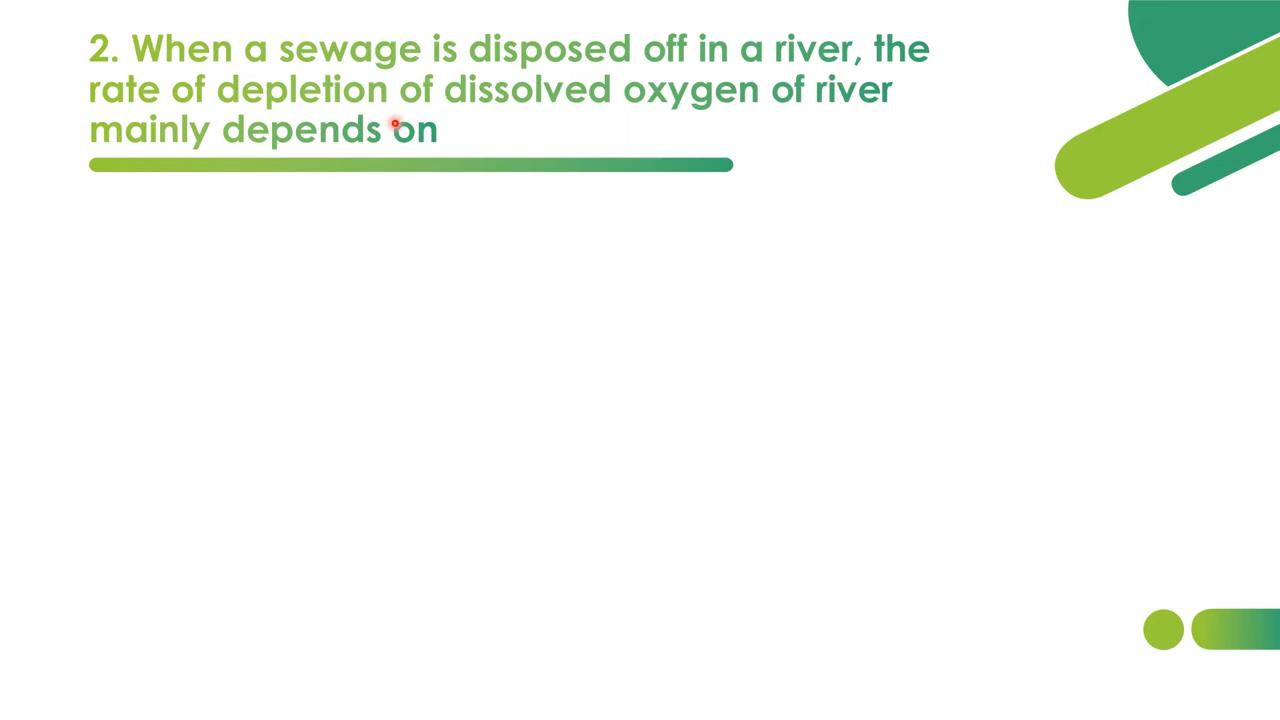 2. When a sewage is disposed off in a river, the
rate of depletion of dissolved oxygen of river
mainly depends on